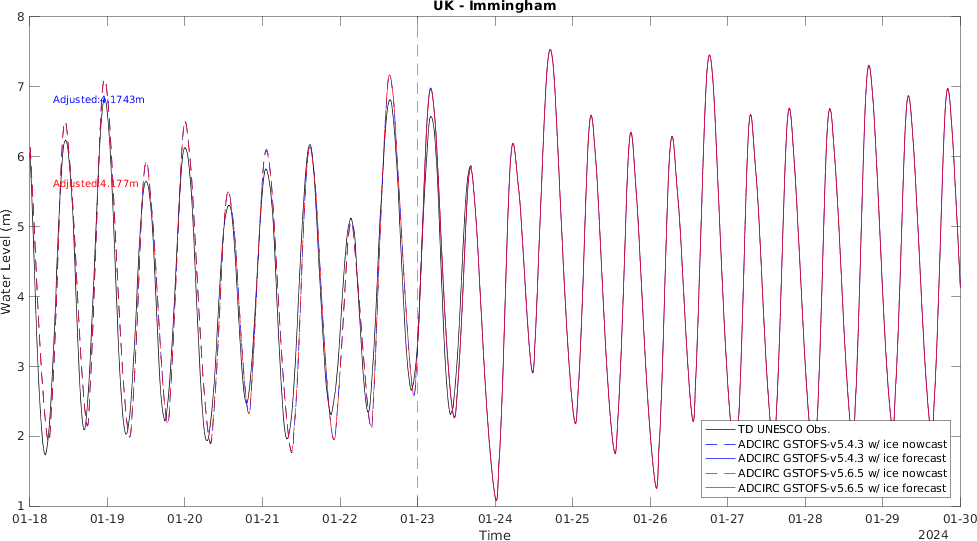 UK - Immingham
8
7
6
5
4
3
2
1
Water Level (m)
Adjusted:4.1743m
Adjusted:4.177m
TD UNESCO Obs.
ADCIRC GSTOFS-v5.4.3 w/ ice nowcast
ADCIRC GSTOFS-v5.4.3 w/ ice forecast
ADCIRC GSTOFS-v5.6.5 w/ ice nowcast
ADCIRC GSTOFS-v5.6.5 w/ ice forecast
01-18 01-19 01-20 01-21 01-22 01-23 01-24 01-25 01-26 01-27 01-28 01-29 01-30
Time
2024